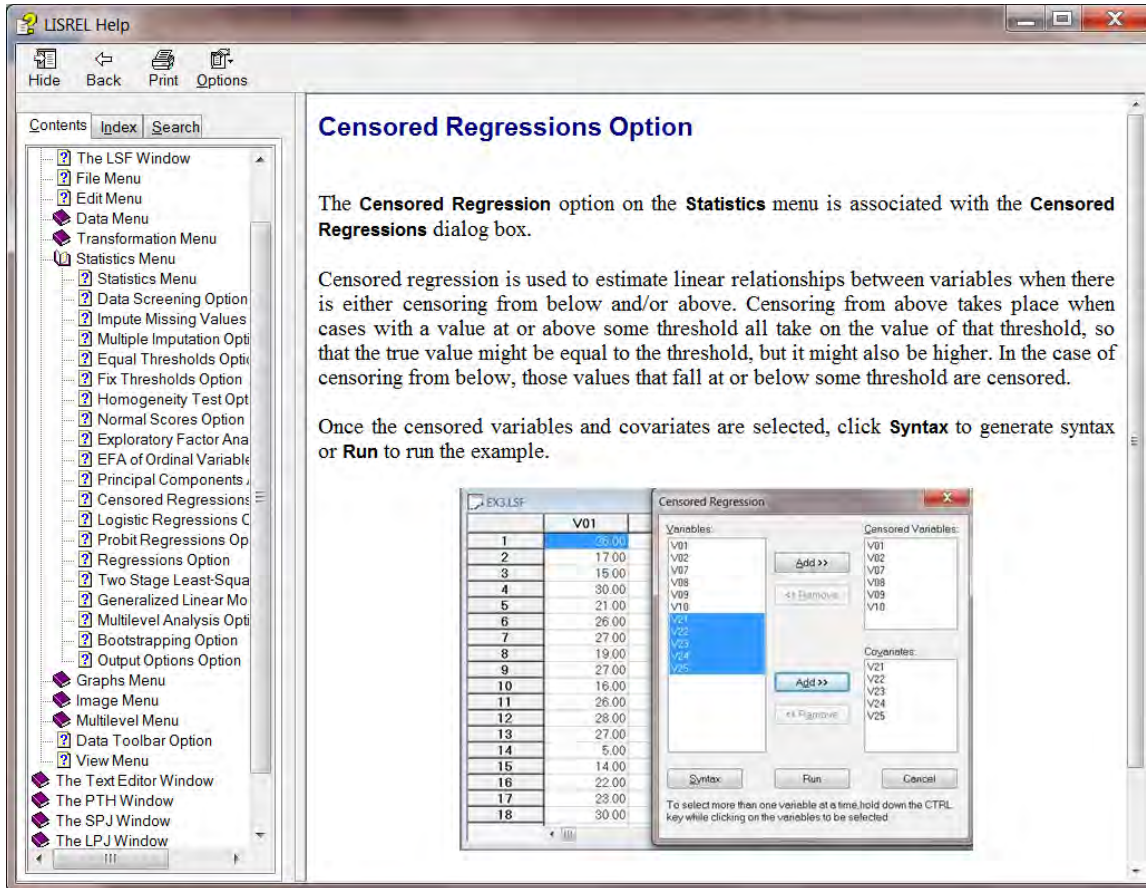 LISREL Help
Hide Back Print Options
Contents Index Search
The LSF Window
File Menu
Edit Menu
Data Menu
Transformation Menu
Statistics Menu
Statistics Menu
Data Screening Option
Impute Missing Values
Multiple Imputation Opti
Equal Thresholds Optic
Fix Thresholds Option
Homogeneity Test Opt
Normal Scores Option
Exploratory Factor Ana
EFA of Ordinal Variable
Principal Components
Censored Regressions
Logistic Regressions C
Probit Regressions Op
Regressions Option
Two Stage Least-Squa
Generalized Linear Mo
Multilevel Analysis Opti
Bootstrapping Option
Output Options Option
Graphs Menu
Image Menu
Multilevel Menu
Data Toolbar Option
View Menu
The Text Editor Window
The PTH Window
The SPJ Window
The LPJ Window
Censored Regressions Option
The Censored Regression option on the Statistics menu is associated with the Censored
Regressions dialog box.
Censored regression is used to estimate linear relationships between variables when there
is either censoring from below and/or above. Censoring from above takes place when
cases with a value at or above some threshold all take on the value of that threshold, so
that the true value might be equal to the threshold, but it might also be higher. In the case of
censoring from below, those values that fall at or below some threshold are censored.
Once the censored variables and covariates are selected, click Syntax to generate syntax
or Run to run the example.
EX3.LSF
V01
1
2 17.00
3 15.00
4 30.00
5 21.00
6 26.00
7 27.00
8 19.00
9 27.00
10 16.00
11 26.00
12 28.00
13 27.00
14 5.00
15 14.00
16 22.00
17 23.00
18 30.00
Censored Regression
Variables:
V01
V02
V07
V08
V09
V10
V21
V22
V23
V24
V25
Add >>
<< Remove
Censored Variables:
V01
V02
V07
V08
V09
V10
Add >>
<< Remove
Covariates:
V21
V22
V23
V24
V25
Syntax Run Cancel
To select more than one variable at a time,hold down the CTRL
key while clicking on the variables to be selected